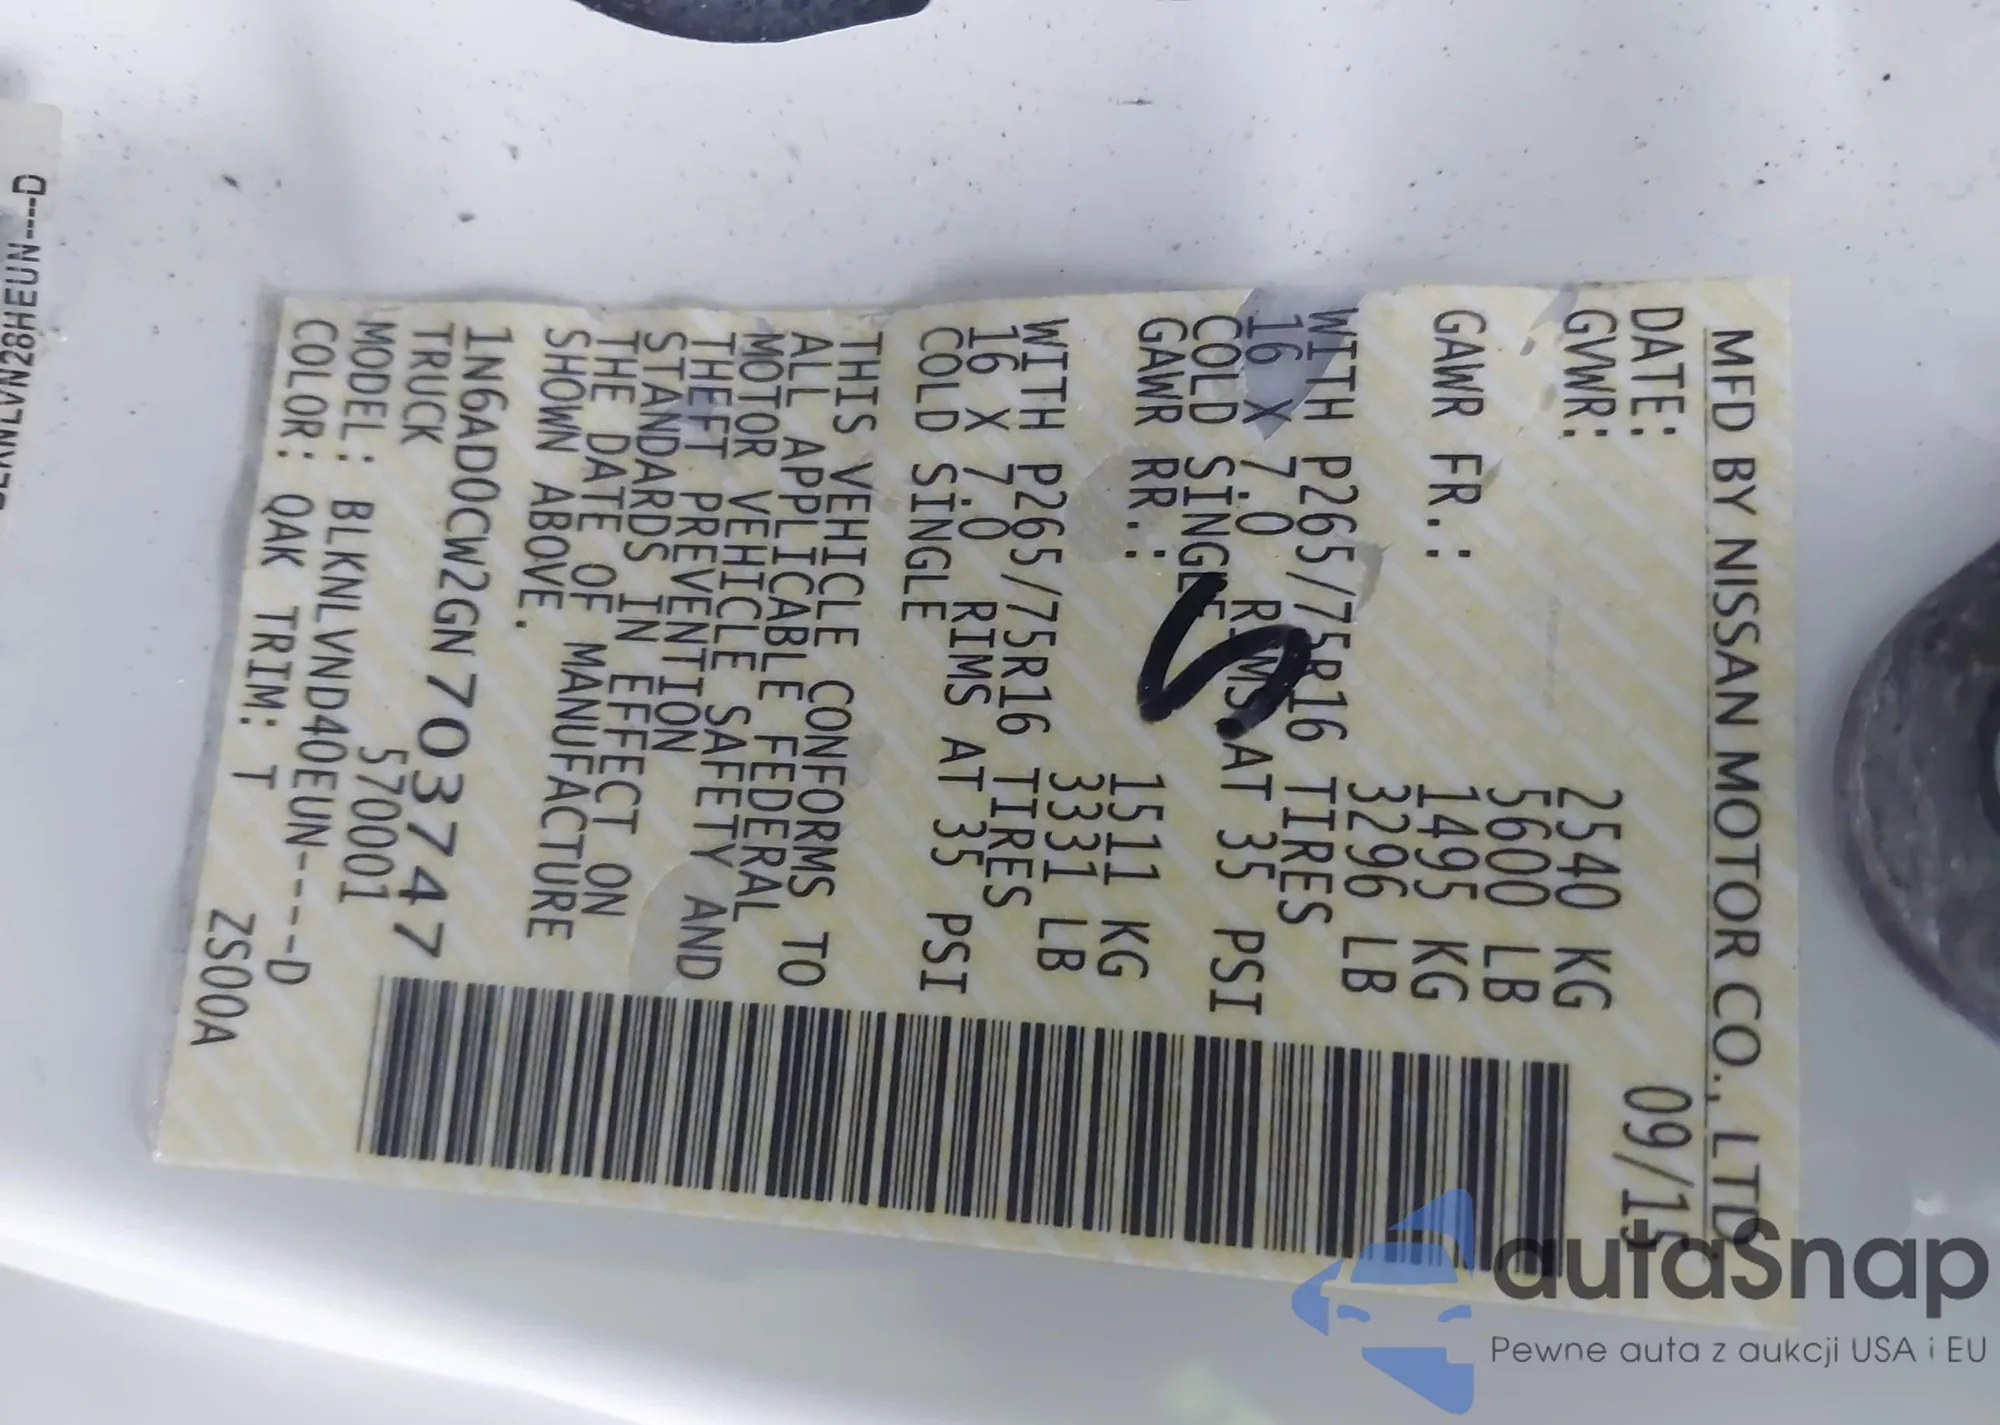 MFD BY NISSAN MOTOR CO., LTD.
DATE: 09/15
GVWR: 2540 KG
5600 LB
GAWR FR.: 1495 KG
3296 LB
WITH P265/75R16 TIRES
16 X 7.0 RIMS AT 35 PSI
COLD SINGLE
GAWR RR.: 1511 KG
3331 LB
WITH P265/75R16 TIRES
16 X 7.0 RIMS AT 35 PSI
COLD SINGLE
THIS VEHICLE CONFORMS TO
ALL APPLICABLE FEDERAL
MOTOR VEHICLE SAFETY AND
THEFT PREVENTION
STANDARDS IN EFFECT ON
THE DATE OF MANUFACTURE
SHOWN ABOVE.
1N6AD0CW2GN703747
TRUCK 570001
MODEL: BLKNLVND40EUN----D
COLOR: QAK TRIM: T ZS00A
S
autaSnap
Pewne auta z aukcji USA i EU